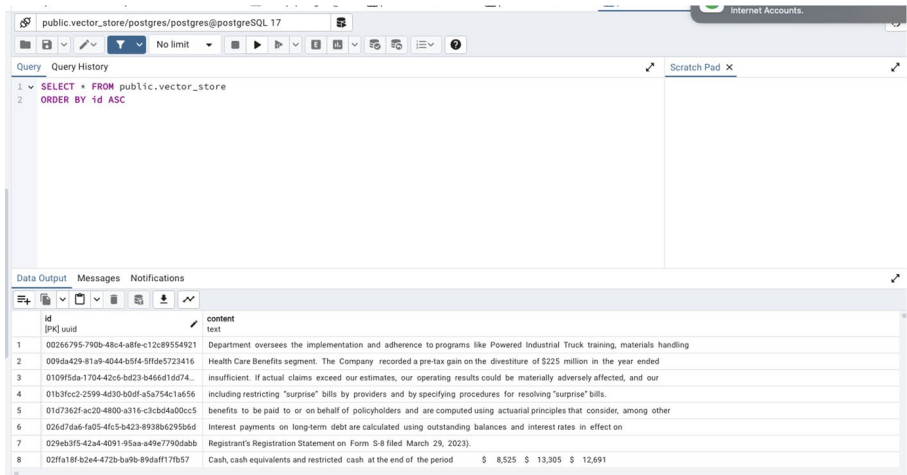 Internet Accounts.
public.vector_store/postgres/postgres@postgreSQL 17
No limit
Query Query History
Scratch Pad
1 SELECT * FROM public.vector_store
2 ORDER BY id ASC
Data Output Messages Notifications
id content
[PK] uuid text
1 00266795-790b-48c4-a8fe-c12c89554921 Department oversees the implementation and adherence to programs like Powered Industrial Truck training, materials handling
2 009da429-81a9-4044-b5f4-5ffde5723416 Health Care Benefits segment. The Company recorded a pre-tax gain on the divestiture of $225 million in the year ended
3 0109f5da-1704-42c6-bd23-b466d1dd74... insufficient. If actual claims exceed our estimates, our operating results could be materially adversely affected, and our
4 01b3fcc2-2599-4d30-b0df-a5a754c1a656 including restricting "surprise" bills by providers and by specifying procedures for resolving "surprise" bills.
5 01d7362f-ac20-4800-a316-c3cbd4a00cc5 benefits to be paid to or on behalf of policyholders and are computed using actuarial principles that consider, among other
6 026d7da6-fa05-4fc5-b423-8938b6295b6d Interest payments on long-term debt are calculated using outstanding balances and interest rates in effect on
7 029eb3f5-42a4-4091-95aa-a49e7790dabb Registrant's Registration Statement on Form S-8 filed March 29, 2023).
8 02ffa18f-b2e4-472b-ba9b-89daff17fb57 Cash, cash equivalents and restricted cash at the end of the period $ 8,525 $ 13,305 $ 12,691